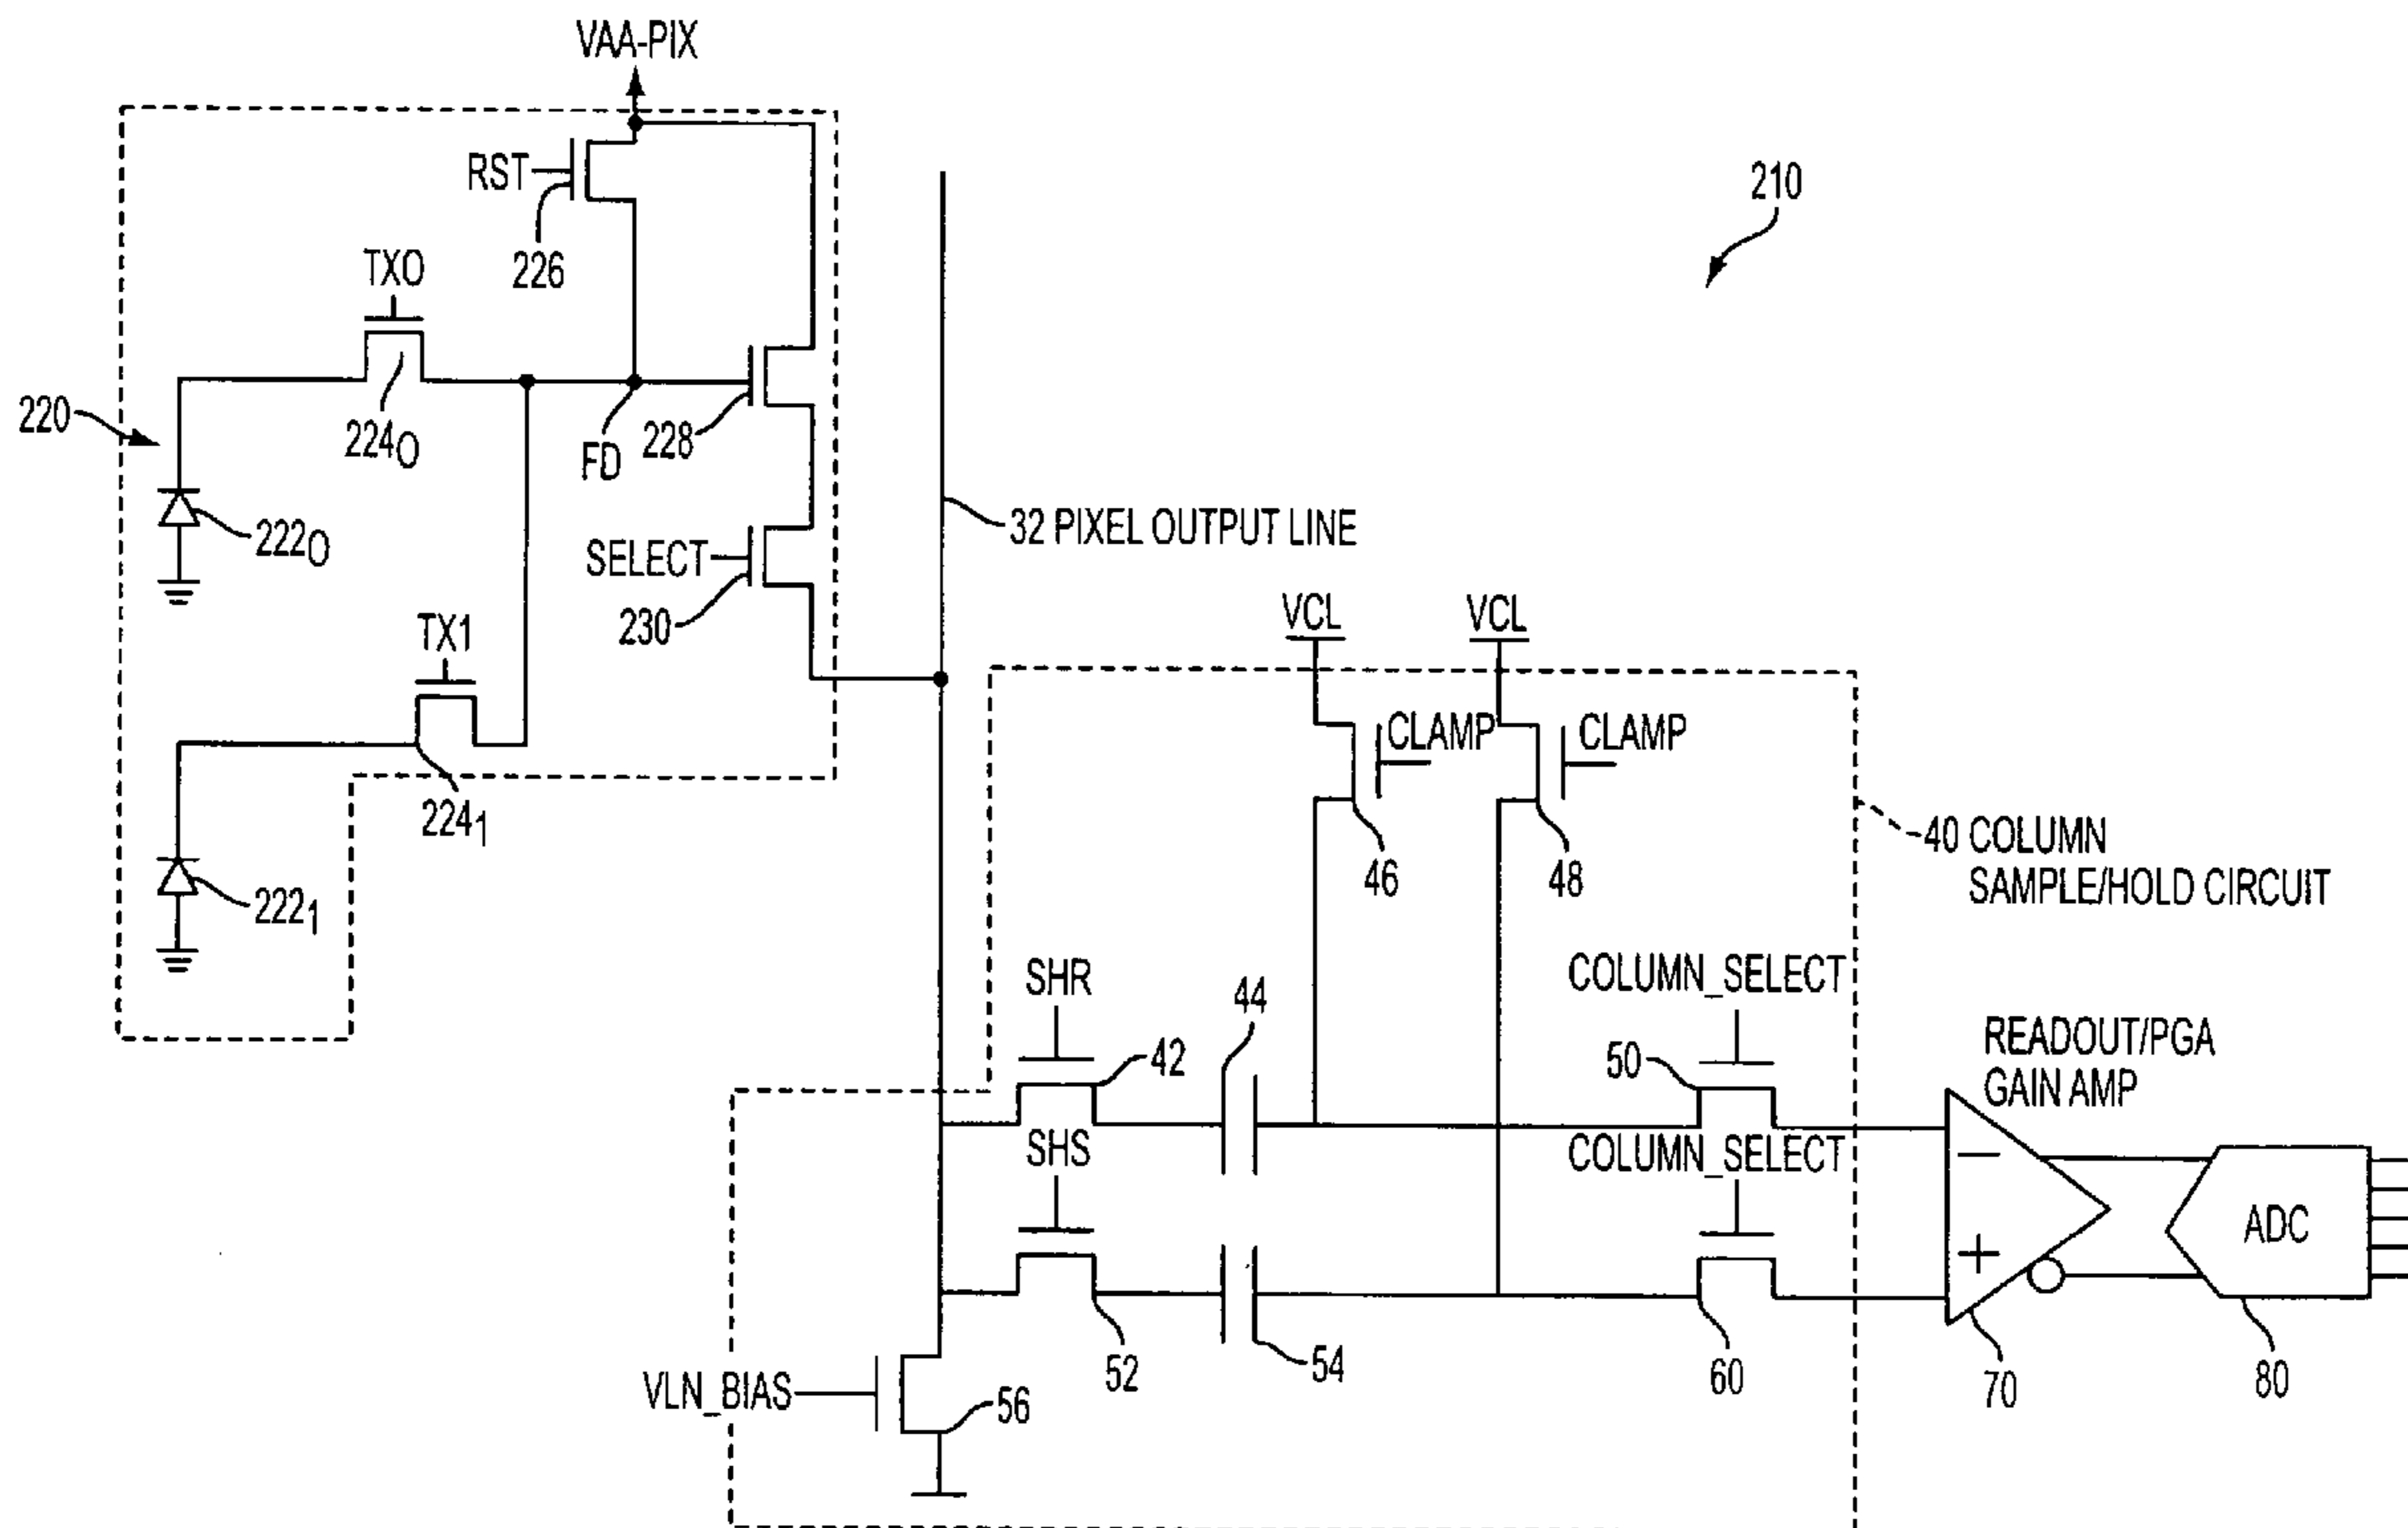 VAA-PIX
RST
210
226
TX0
220
224O
FD
228
222O
32 PIXEL OUTPUT LINE
SELECT
230
VCL
VCL
TX1
CLAMP
CLAMP
2241
40 COLUMN
SAMPLE/HOLD CIRCUIT
46
48
2221
SHR
44
COLUMN_SELECT
42
50
READOUT/PGA
GAIN AMP
SHS
COLUMN_SELECT
−
+
ADC
VLN_BIAS
56
52
54
60
70
80